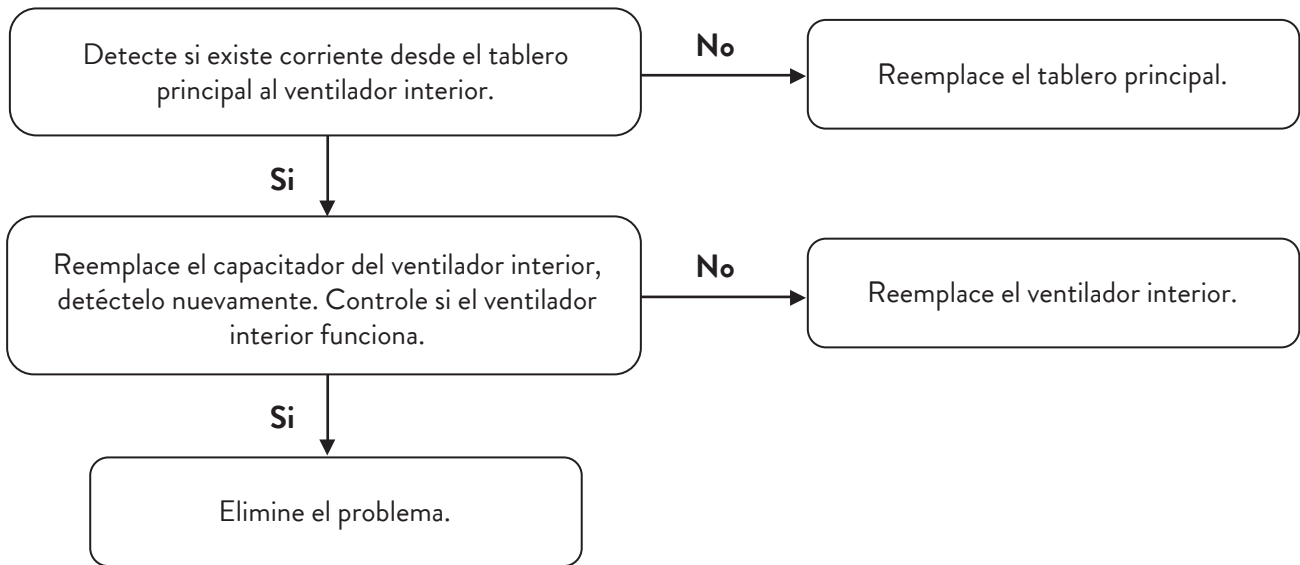 Detecte si existe corriente desde el tablero
principal al ventilador interior.
No
Reemplace el tablero principal.
Si
Reemplace el capacitador del ventilador interior,
detéctelo nuevamente. Controle si el ventilador
interior funciona.
No
Reemplace el ventilador interior.
Si
Elimine el problema.